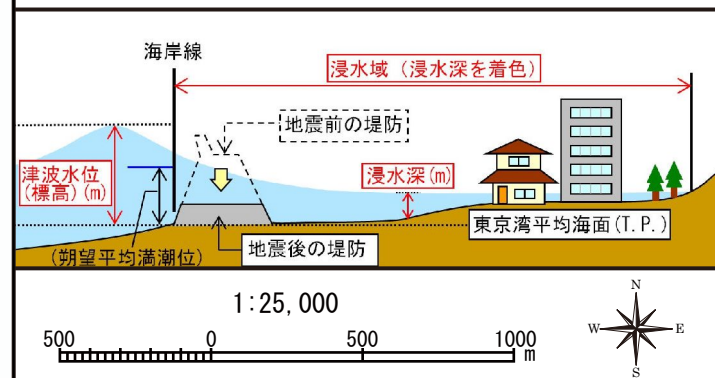 海岸線
浸水域（浸水深を着色）
地震前の堤防
津波水位
(標高)(m)
浸水深(m)
東京湾平均海面(T.P.)
(朔望平均満潮位)
地震後の堤防
1:25,000
500 0 500 1000
m
N
W E
S